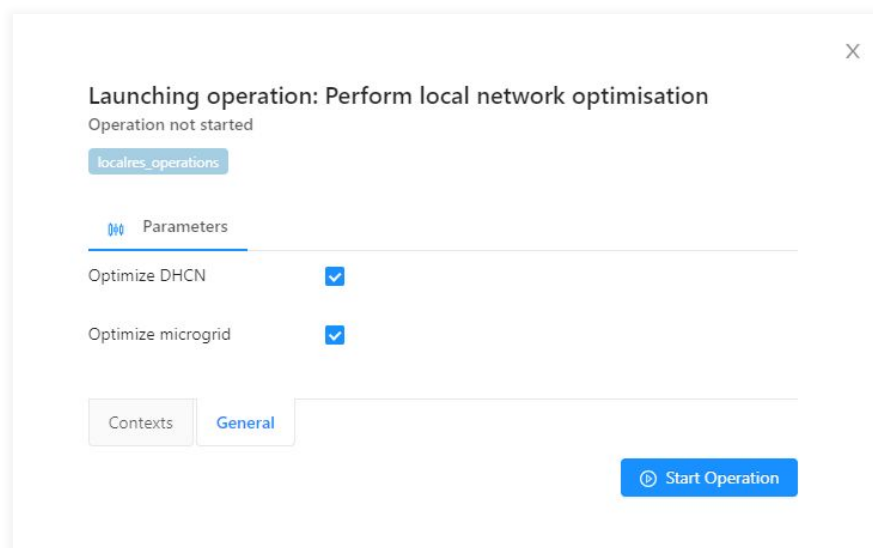 Launching operation: Perform local network optimisation
Operation not started
localres_operations
Parameters
Optimize DHCN
Optimize microgrid
Contexts General
Start Operation